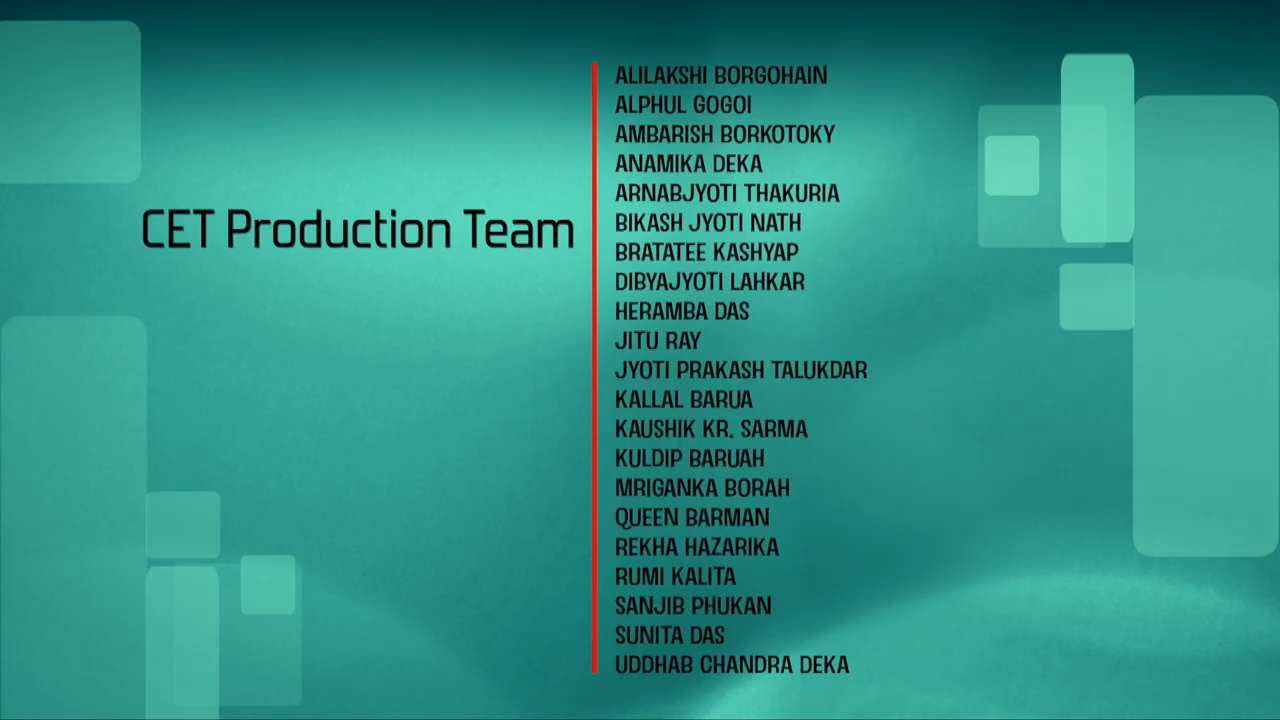 CET Production Team
ALILAKSHI BORGOHAIN
ALPHUL GOGOI
AMBARISH BORKOTOKY
ANAMIKA DEKA
ARNABJYOTI THAKURIA
BIKASH JYOTI NATH
BRATATEE KASHYAP
DIBYAJYOTI LAHKAR
HERAMBA DAS
JITU RAY
JYOTI PRAKASH TALUKDAR
KALLAL BARUA
KAUSHIK KR. SARMA
KULDIP BARUAH
MRIGANKA BORAH
QUEEN BARMAN
REKHA HAZARIKA
RUMI KALITA
SANJIB PHUKAN
SUNITA DAS
UDDHAB CHANDRA DEKA